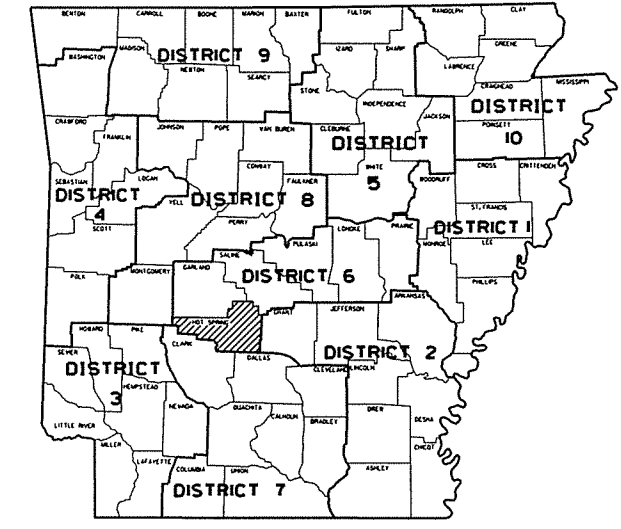 BENTON
CARROLL
BOONE
MARION
BAXTER
FULTON
RANDOLPH
CLAY
MADISON
IZARD
SHARP
GREENE
WASHINGTON
DISTRICT 9
LAWRENCE
NEWTON
SEARCY
STONE
CRAIGHEAD
MISSISSIPPI
INDEPENDENCE
DISTRICT
10
JACKSON
CRAWFORD
FRANKLIN
JOHNSON
POPE
VAN BUREN
CLEBURNE
POINSETT
DISTRICT
5
WHITE
CROSS
CRITTENDEN
CONWAY
LOGAN
SEBASTIAN
FAULKNER
WOODRUFF
DISTRICT
4
YELL
DISTRICT 8
ST. FRANCIS
SCOTT
PERRY
LONOKE
PRAIRIE
DISTRICT 1
PULASKI
MONROE
LEE
SALINE
POLK
MONTGOMERY
GARLAND
DISTRICT 6
PHILLIPS
ARKANSAS
HOT SPRING
GRANT
JEFFERSON
HOWARD
PIKE
CLARK
SEVIER
DISTRICT
3
DALLAS
DISTRICT 2
CLEVELAND
LINCOLN
HEMPSTEAD
NEVADA
OUACHITA
CALHOUN
DREW
DESHA
LITTLE RIVER
BRADLEY
MILLER
CHICOT
LAFAYETTE
COLUMBIA
UNION
ASHLEY
DISTRICT 7